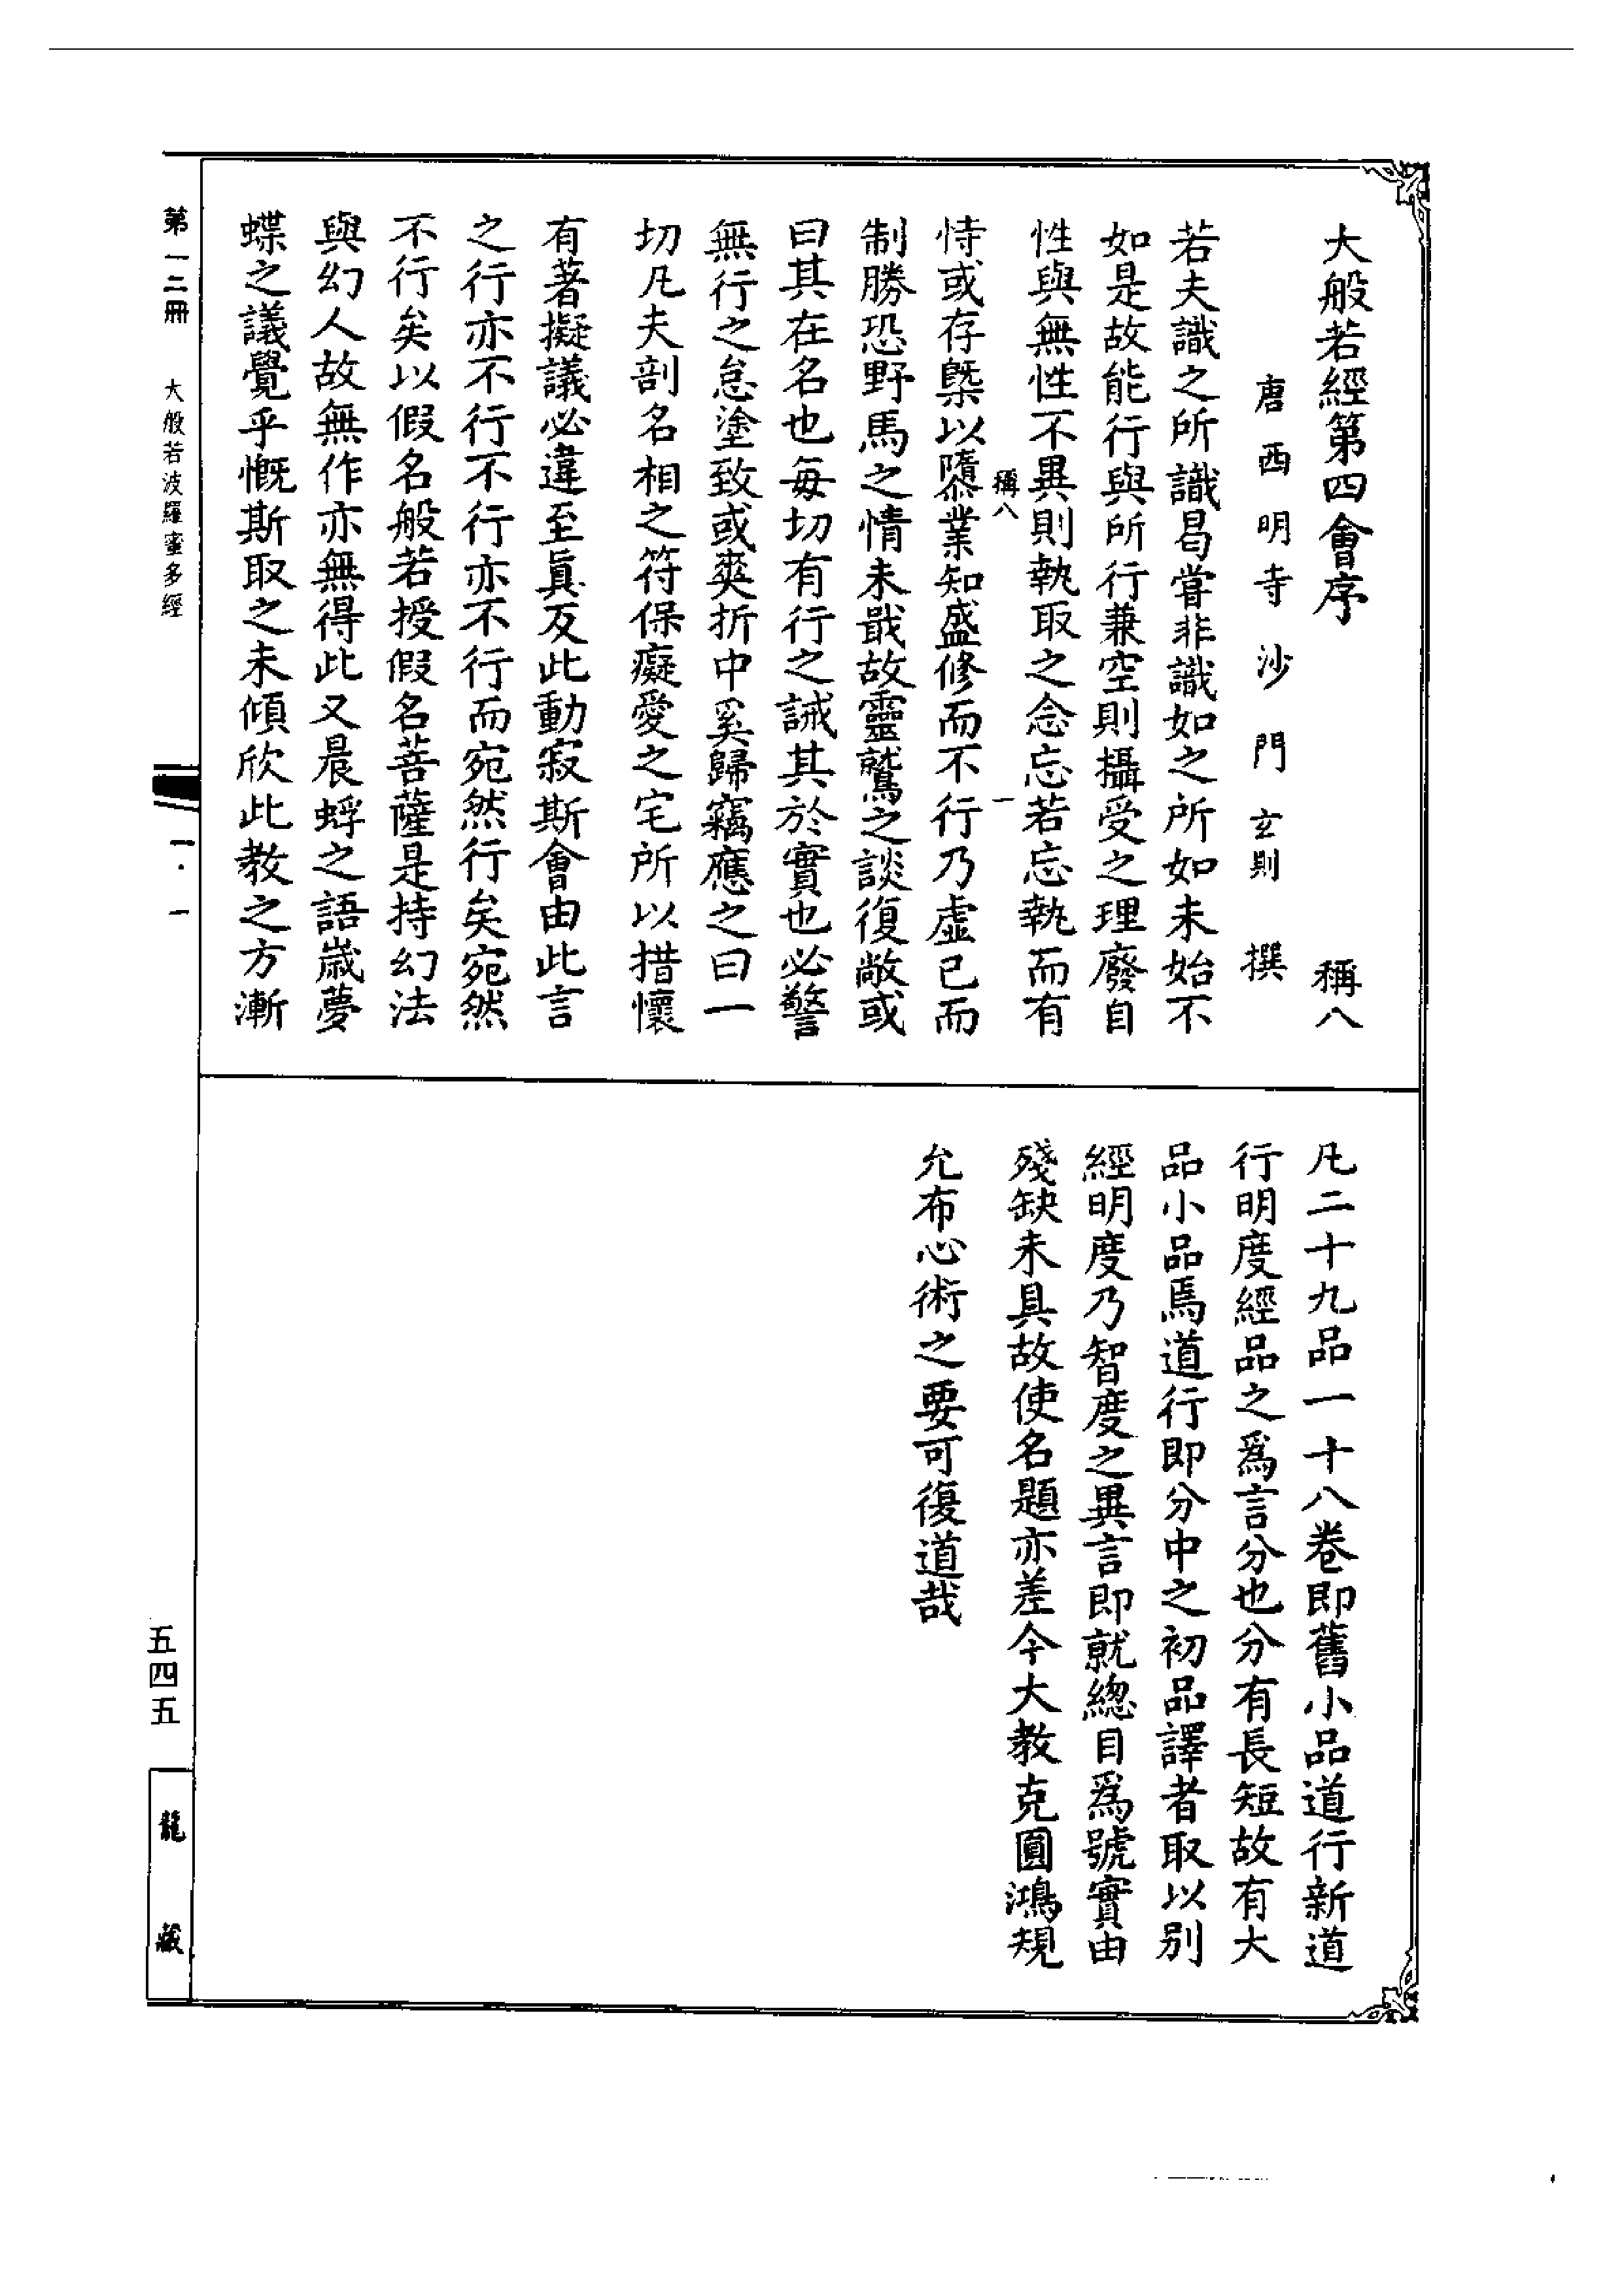 大般若經第四會序 稱八
唐西明寺沙門玄則 撰
若夫識之所識曷嘗非識如之所如未始不
如是故能行與所行兼空則攝受之理廢自
性與無性不異則執取之念忘若忘執而有
稱八 一
恃或存槩以隳業知盛修而不行乃虛已而
制勝恐野馬之情未戢故靈鷲之談復敞或
曰其在名也每切有行之誡其於實也必警
無行之怠塗致或爽折中奚歸竊應之曰一
切凡夫剖名相之符保癡愛之宅所以措懷
有著擬議必違至眞及此動寂斯會由此言
之行亦不行不行亦不行而宛然行矣宛然
不行矣以假名般若授假名菩薩是持幻法
與幻人故無作亦無得此又晨蜉之語歲夢
蝶之議覺乎慨斯取之未傾欣此教之方漸
凡二十九品一十八卷即舊小品道行新道
行明度經品之爲言分也分有長短故有大
品小品焉道行即分中之初品譯者取以別
經明度乃智度之異言即就總目爲號實由
殘缺未具故使名題亦差今大教克圓鴻規
允布心術之要可復道哉
第一二冊 大般若波羅蜜多經
一·一
五四五
龍藏